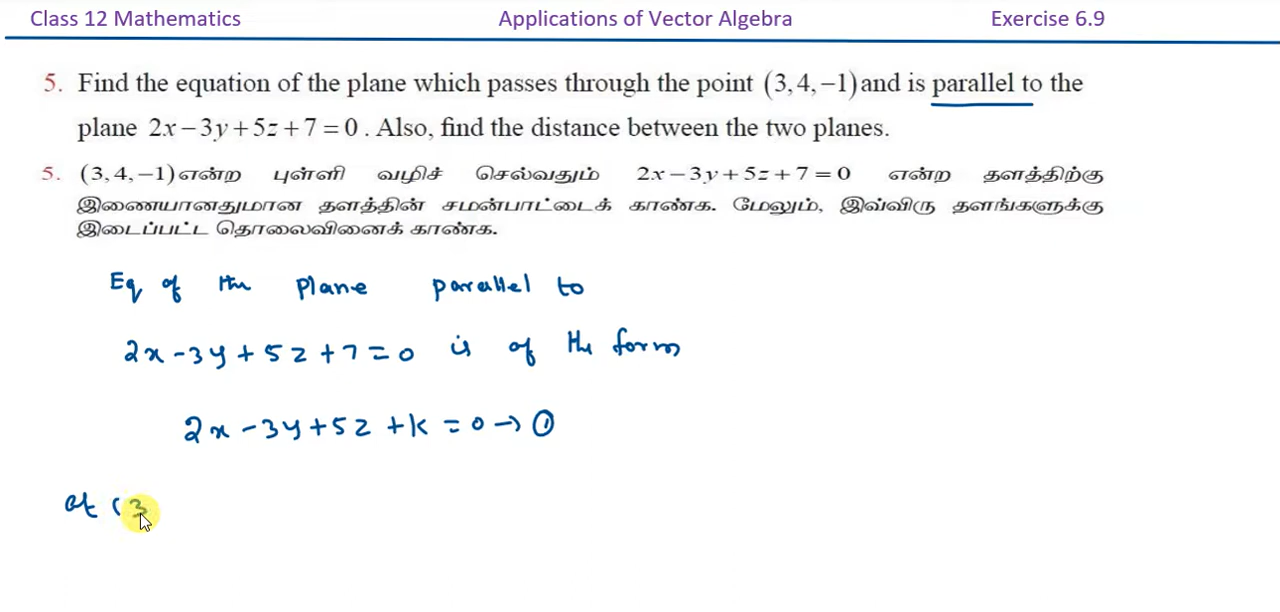 Class 12 Mathematics Applications of Vector Algebra Exercise 6.9
5. Find the equation of the plane which passes through the point (3, 4, −1) and is parallel to the
plane 2x − 3y + 5z + 7 = 0 . Also, find the distance between the two planes.
5. (3, 4, −1) என்ற புள்ளி வழிச் செல்வதும் 2x − 3y + 5z + 7 = 0 என்ற தளத்திற்கு
இணையானதுமான தளத்தின் சமன்பாட்டைக் காண்க. மேலும், இவ்விரு தளங்களுக்கு
இடைப்பட்ட தொலைவினைக் காண்க.
Eq of the plane parallel to
2x - 3y + 5z + 7 = 0 is of the form
2x - 3y + 5z + k = 0 → ①
at (3